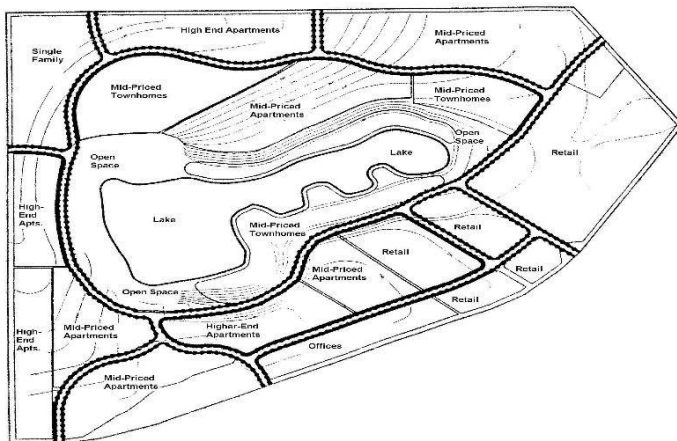 High End Apartments
Mid-Priced
Apartments
Single
Family
Mid-Priced
Townhomes
Mid-Priced
Apartments
Mid-Priced
Townhomes
Open
Space
Retail
Lake
Open
Space
High-
End
Apts.
Lake
Mid-Priced
Townhomes
Retail
Retail
Mid-Priced
Apartments
Retail
Open Space
Retail
High-
End
Apts.
Mid-Priced
Apartments
Higher-End
Apartments
Offices
Mid-Priced
Apartments